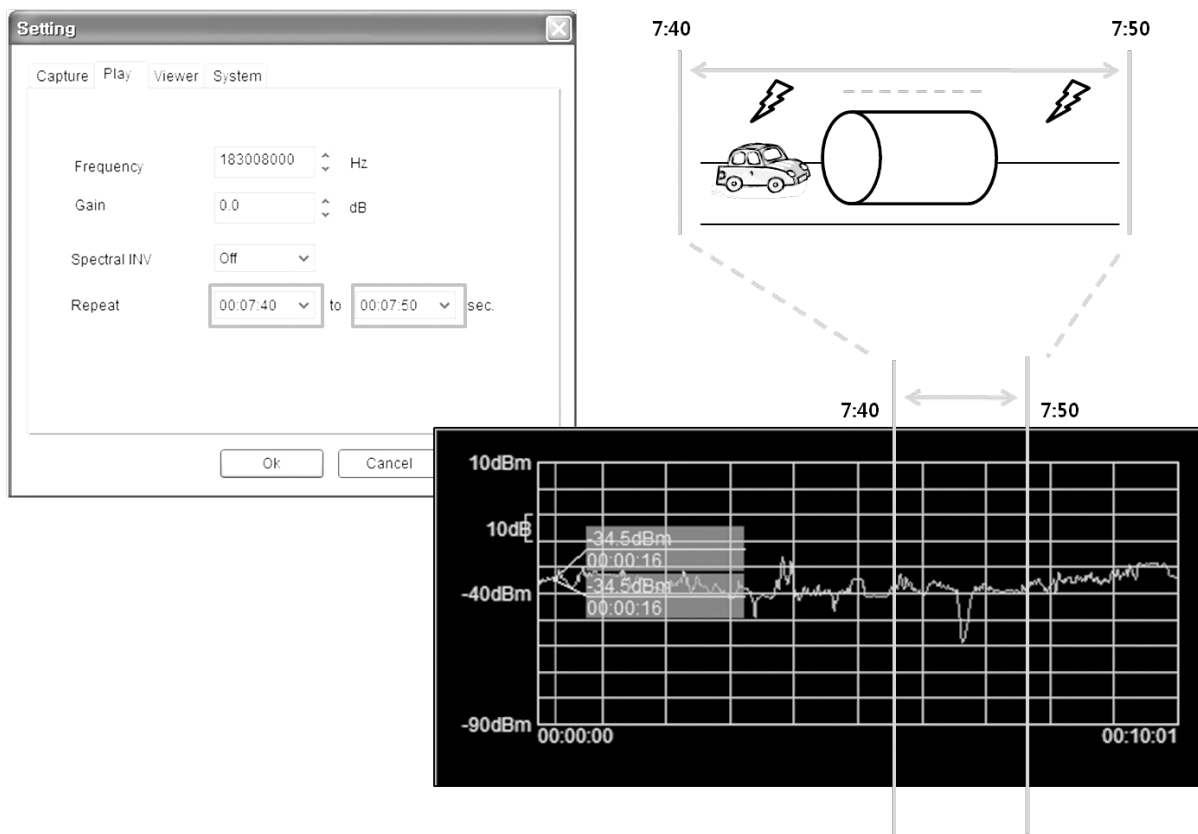 Setting
Capture Play Viewer System
Frequency 183008000 Hz
Gain 0.0 dB
Spectral INV Off
Repeat 00:07:40 to 00:07:50 sec.
Ok Cancel
7:40 7:50
7:40 7:50
10dBm
10dB
-34.5dBm
00:00:16
-34.5dBm
00:00:16
-40dBm
-90dBm
00:00:00 00:10:01